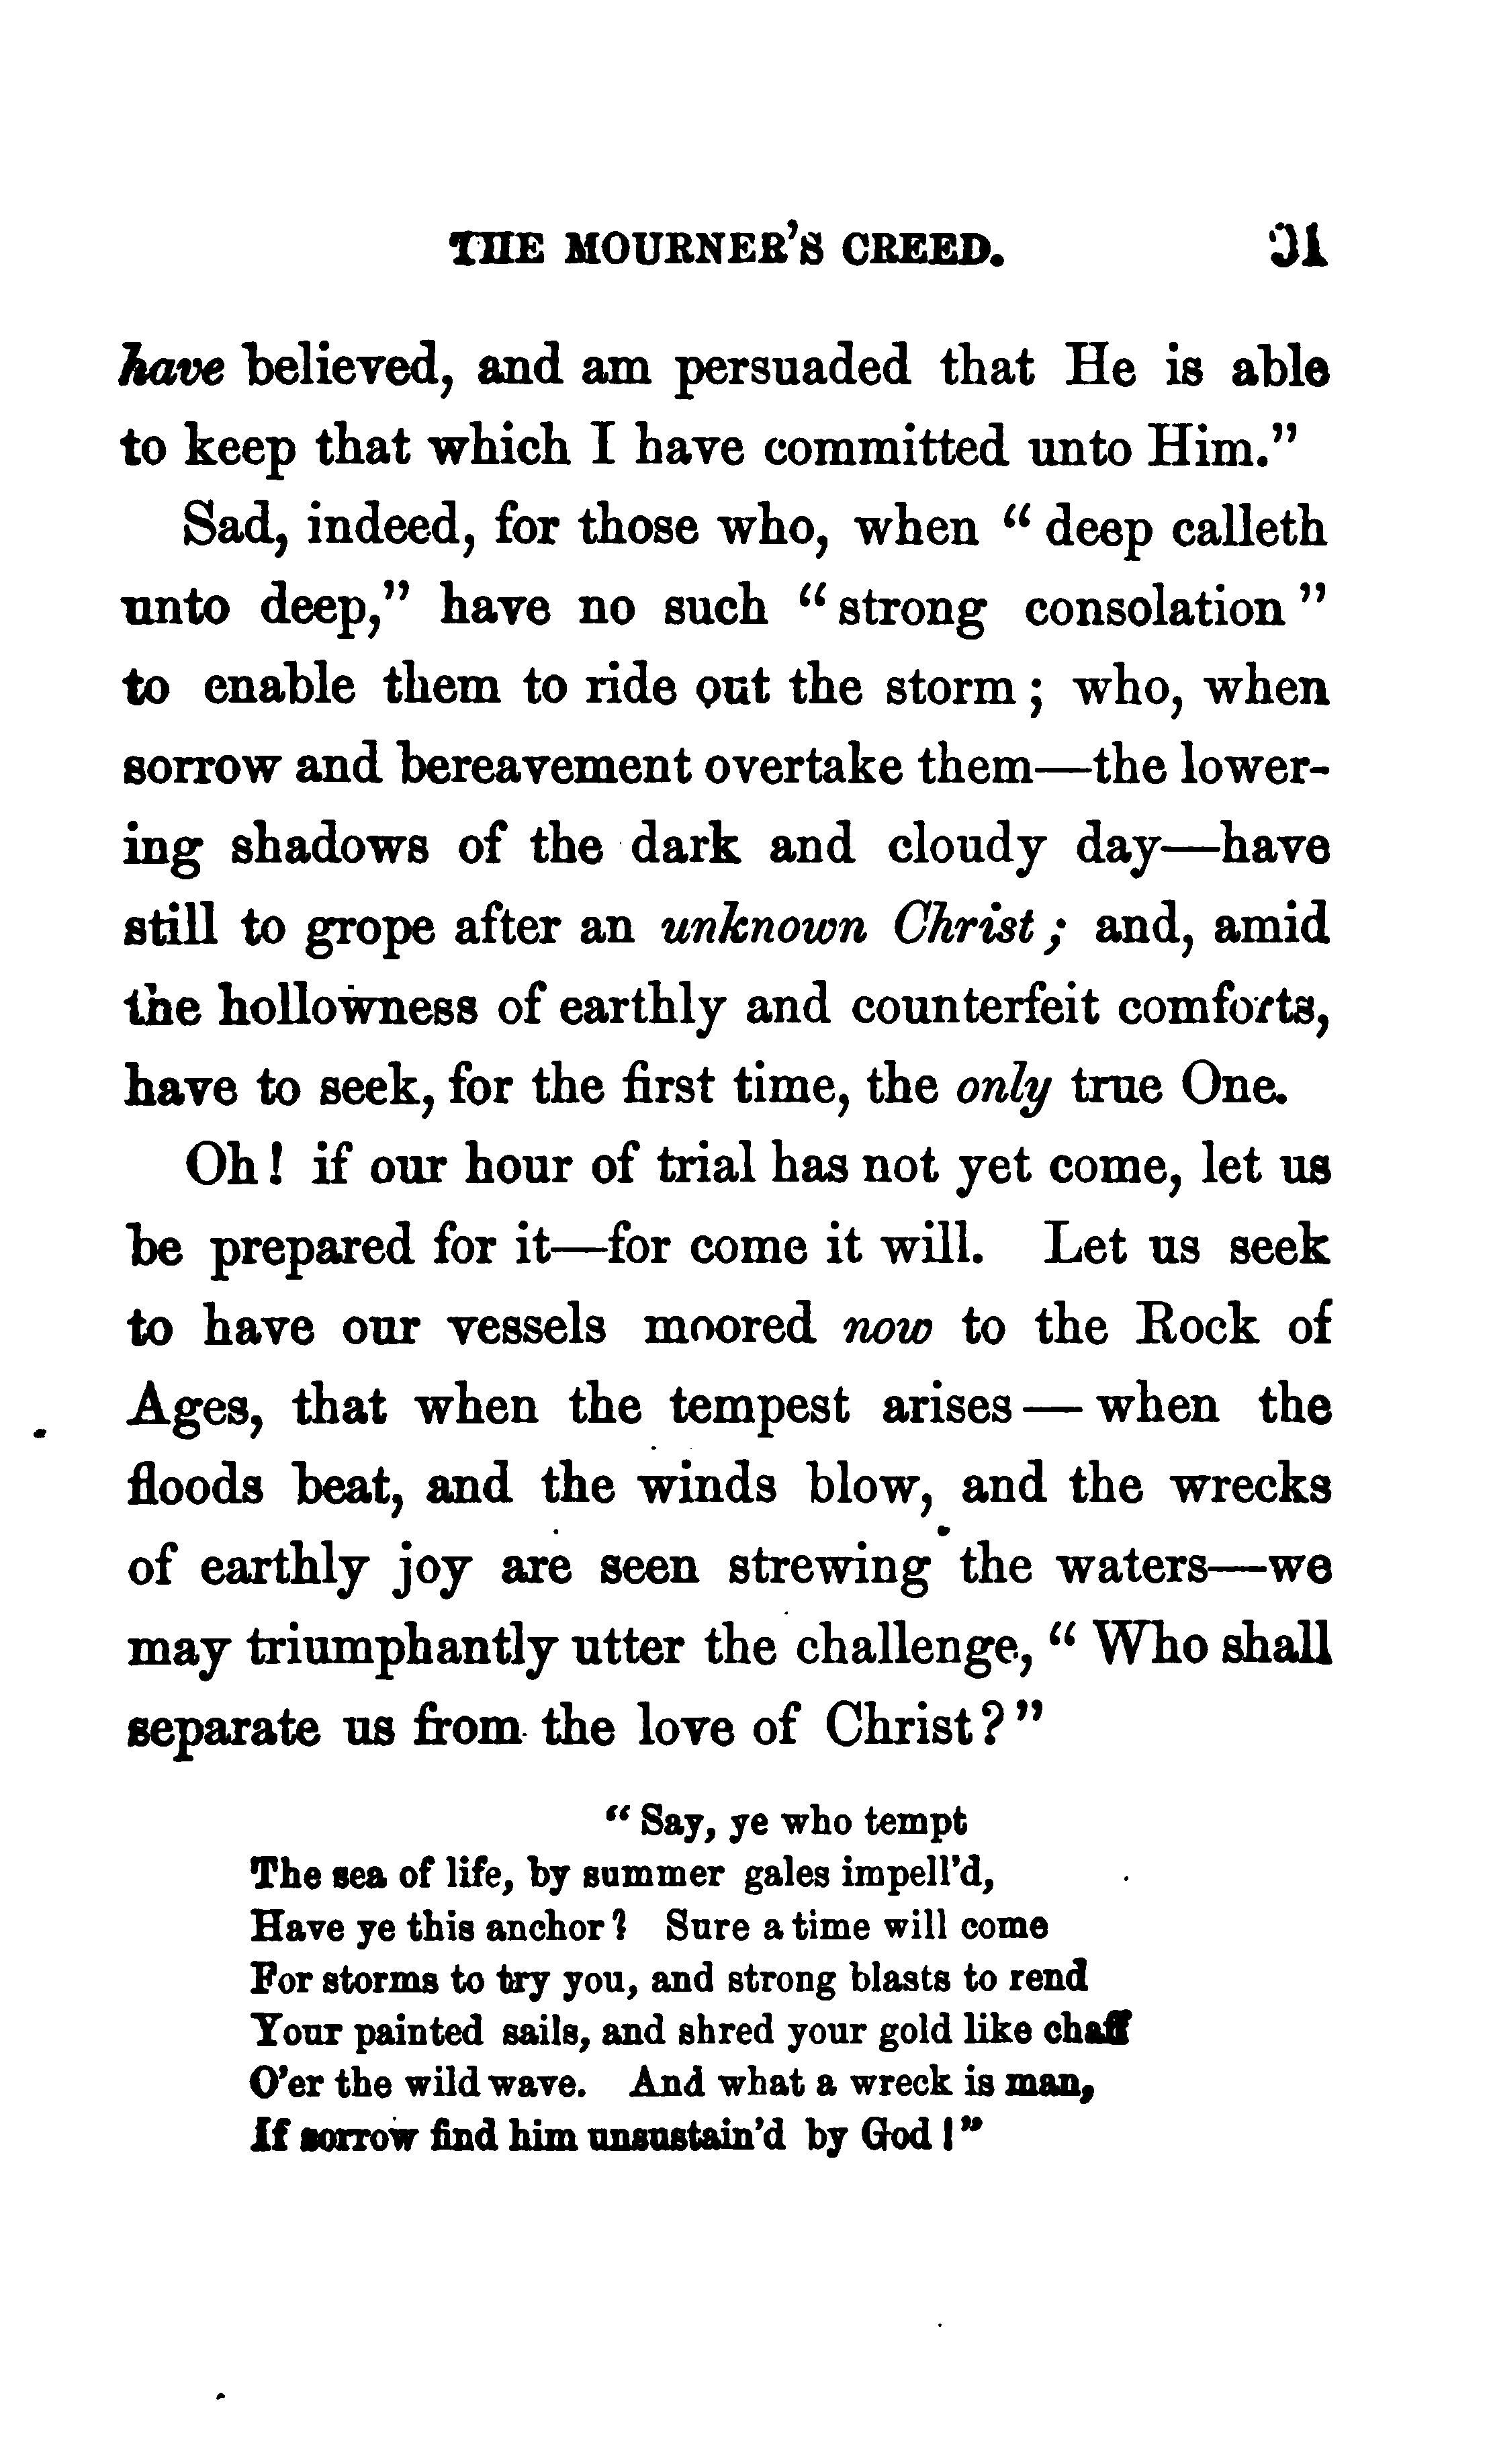 THE MOURNER'S CREED. 91
have believed, and am persuaded that He is able
to keep that which I have committed unto Him."
Sad, indeed, for those who, when " deep calleth
unto deep," have no such " strong consolation "
to enable them to ride out the storm ; who, when
sorrow and bereavement overtake them—the lower-
ing shadows of the dark and cloudy day—have
still to grope after an unknown Christ ; and, amid
the hollowness of earthly and counterfeit comforts,
have to seek, for the first time, the only true One.
Oh ! if our hour of trial has not yet come, let us
be prepared for it—for come it will. Let us seek
to have our vessels moored now to the Rock of
Ages, that when the tempest arises — when the
floods beat, and the winds blow, and the wrecks
of earthly joy are seen strewing the waters—we
may triumphantly utter the challenge, " Who shall
separate us from the love of Christ ? "
" Say, ye who tempt
The sea of life, by summer gales impell'd,
Have ye this anchor ? Sure a time will come
For storms to try you, and strong blasts to rend
Your painted sails, and shred your gold like chaff
O'er the wild wave. And what a wreck is man,
If sorrow find him unsustain'd by God ! "